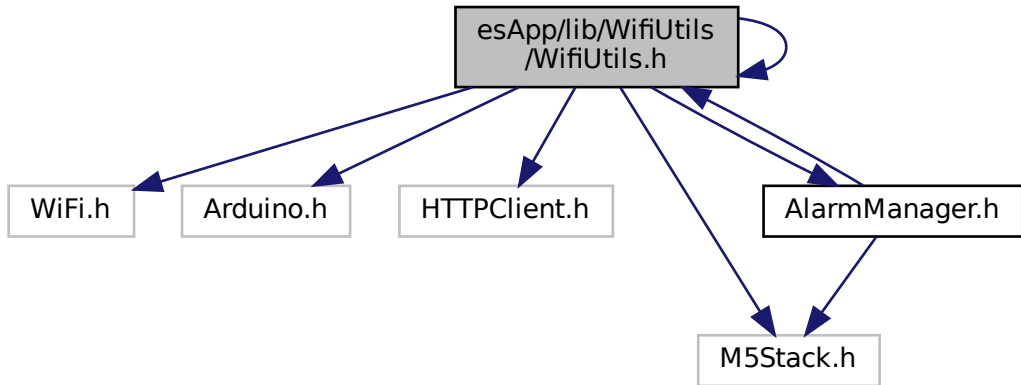 esApp/lib/WifiUtils
/WifiUtils.h
WiFi.h
Arduino.h
HTTPClient.h
AlarmManager.h
M5Stack.h